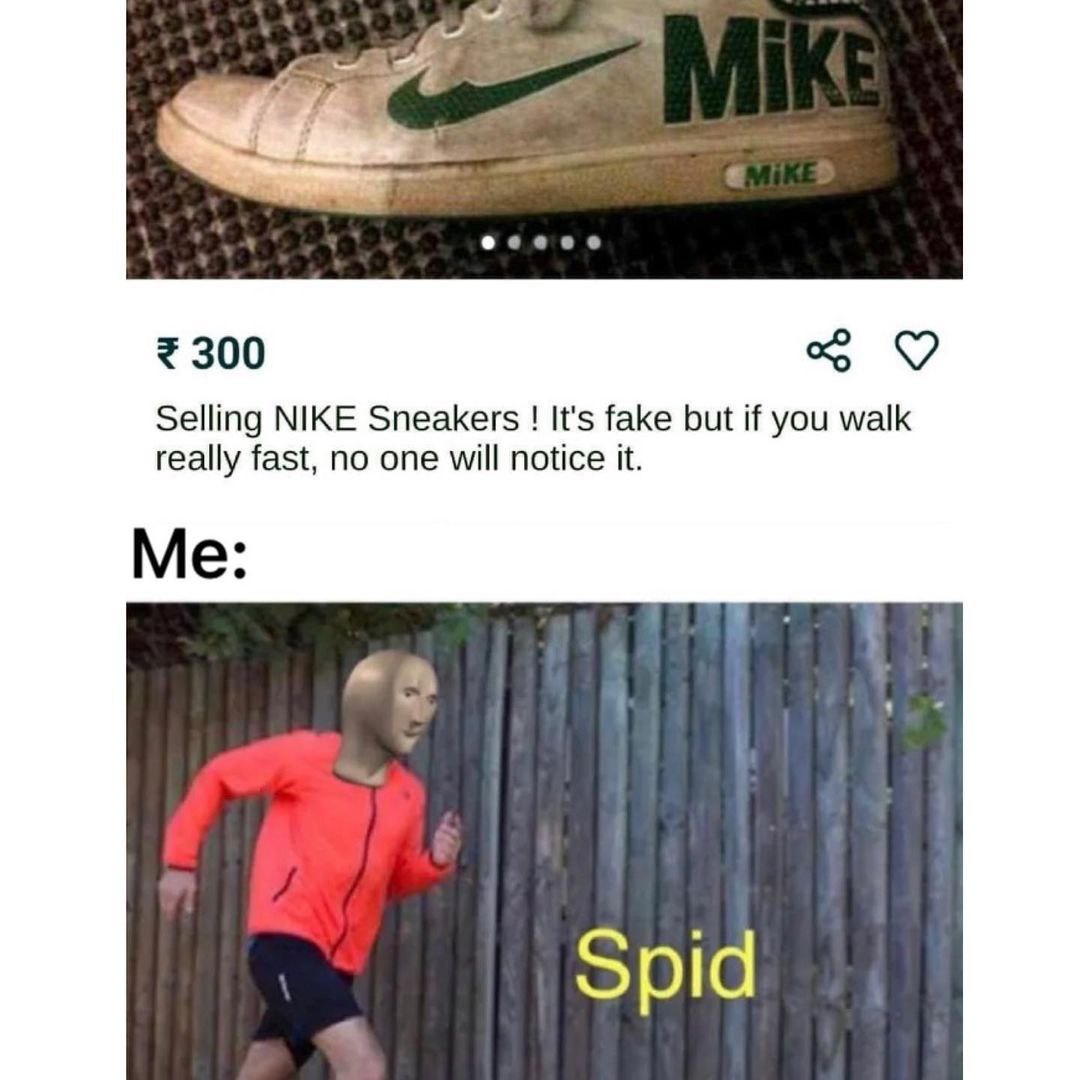 MiKE
MiKE
₹ 300
Selling NIKE Sneakers ! It's fake but if you walk
really fast, no one will notice it.
Me:
Spid